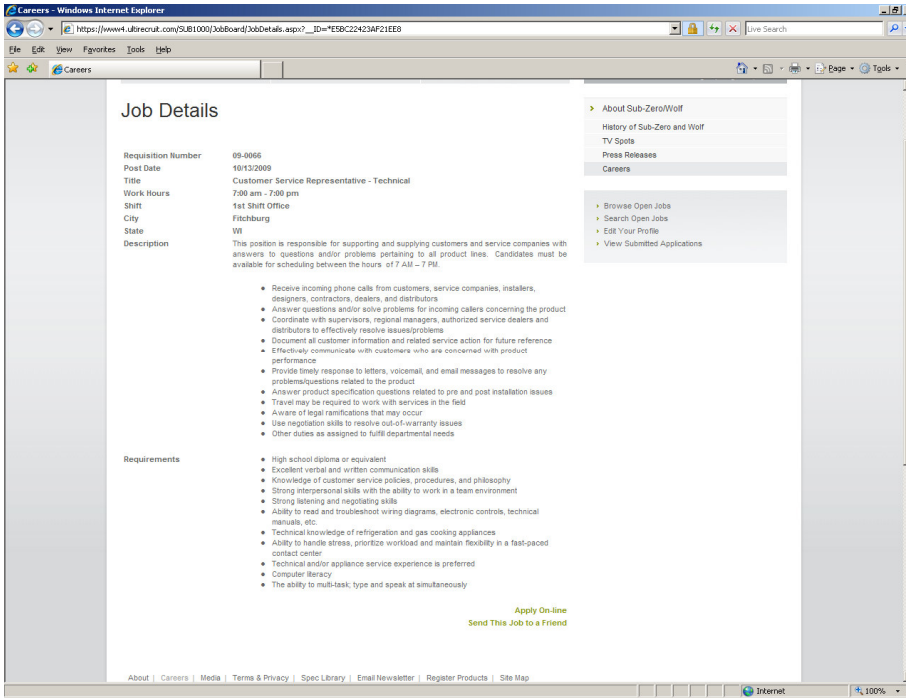 Careers - Windows Internet Explorer
https://www4.ultirecruit.com/SUB1000/JobBoard/JobDetails.aspx?__ID=*E5BC22423AF21EE8
Live Search
File Edit View Favorites Tools Help
Careers
Page Tools
Job Details
Requisition Number 09-0066
Post Date 10/13/2009
Title Customer Service Representative - Technical
Work Hours 7:00 am - 7:00 pm
Shift 1st Shift Office
City Fitchburg
State WI
Description This position is responsible for supporting and supplying customers and service companies with
answers to questions and/or problems pertaining to all product lines. Candidates must be
available for scheduling between the hours of 7 AM – 7 PM.
• Receive incoming phone calls from customers, service companies, installers,
designers, contractors, dealers, and distributors
• Answer questions and/or solve problems for incoming callers concerning the product
• Coordinate with supervisors, regional managers, authorized service dealers and
distributors to effectively resolve issues/problems
• Document all customer information and related service action for future reference
• Effectively communicate with customers who are concerned with product
performance
• Provide timely response to letters, voicemail, and email messages to resolve any
problems/questions related to the product
• Answer product specification questions related to pre and post installation issues
• Travel may be required to work with services in the field
• Aware of legal ramifications that may occur
• Use negotiation skills to resolve out-of-warranty issues
• Other duties as assigned to fulfill departmental needs
Requirements • High school diploma or equivalent
• Excellent verbal and written communication skills
• Knowledge of customer service policies, procedures, and philosophy
• Strong interpersonal skills with the ability to work in a team environment
• Strong listening and negotiating skills
• Ability to read and troubleshoot wiring diagrams, electronic controls, technical
manuals, etc.
• Technical knowledge of refrigeration and gas cooking appliances
• Ability to handle stress, prioritize workload and maintain flexibility in a fast-paced
contact center
• Technical and/or appliance service experience is preferred
• Computer literacy
• The ability to multi-task; type and speak at simultaneously
Apply On-line
Send This Job to a Friend
About Sub-Zero/Wolf
History of Sub-Zero and Wolf
TV Spots
Press Releases
Careers
Browse Open Jobs
Search Open Jobs
Edit Your Profile
View Submitted Applications
About | Careers | Media | Terms & Privacy | Spec Library | Email Newsletter | Register Products | Site Map
Internet 100%